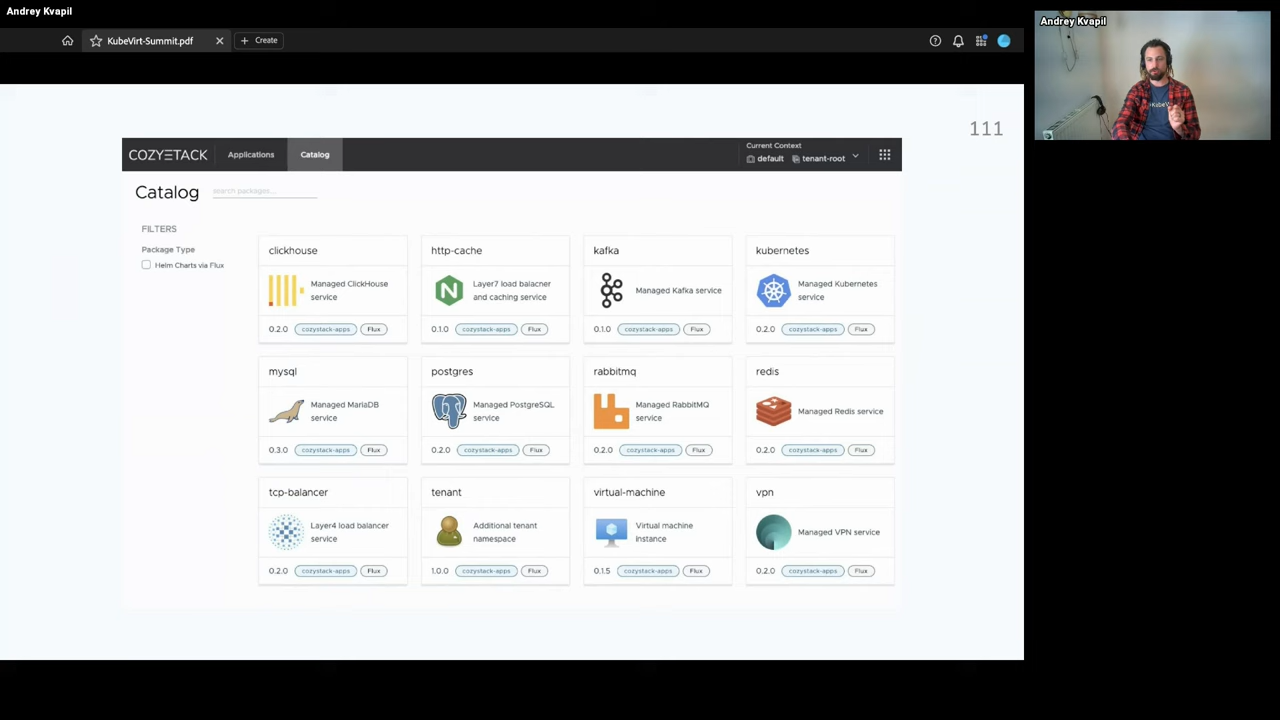 Andrey Kvapil
KubeVirt-Summit.pdf
Create
Andrey Kvapil
111
COZYSTACK
Applications
Catalog
Current Context
default
tenant-root
Catalog
search packages...
FILTERS
Package Type
Helm Charts via Flux
clickhouse
Managed ClickHouse
service
0.2.0 cozystack-apps Flux
http-cache
Layer7 load balacner
and caching service
0.1.0 cozystack-apps Flux
kafka
Managed Kafka service
0.1.0 cozystack-apps Flux
kubernetes
Managed Kubernetes
service
0.2.0 cozystack-apps Flux
mysql
Managed MariaDB
service
0.3.0 cozystack-apps Flux
postgres
Managed PostgreSQL
service
0.2.0 cozystack-apps Flux
rabbitmq
Managed RabbitMQ
service
0.2.0 cozystack-apps Flux
redis
Managed Redis service
0.2.0 cozystack-apps Flux
tcp-balancer
Layer4 load balancer
service
0.2.0 cozystack-apps Flux
tenant
Additional tenant
namespace
1.0.0 cozystack-apps Flux
virtual-machine
Virtual machine
instance
0.1.5 cozystack-apps Flux
vpn
Managed VPN service
0.2.0 cozystack-apps Flux